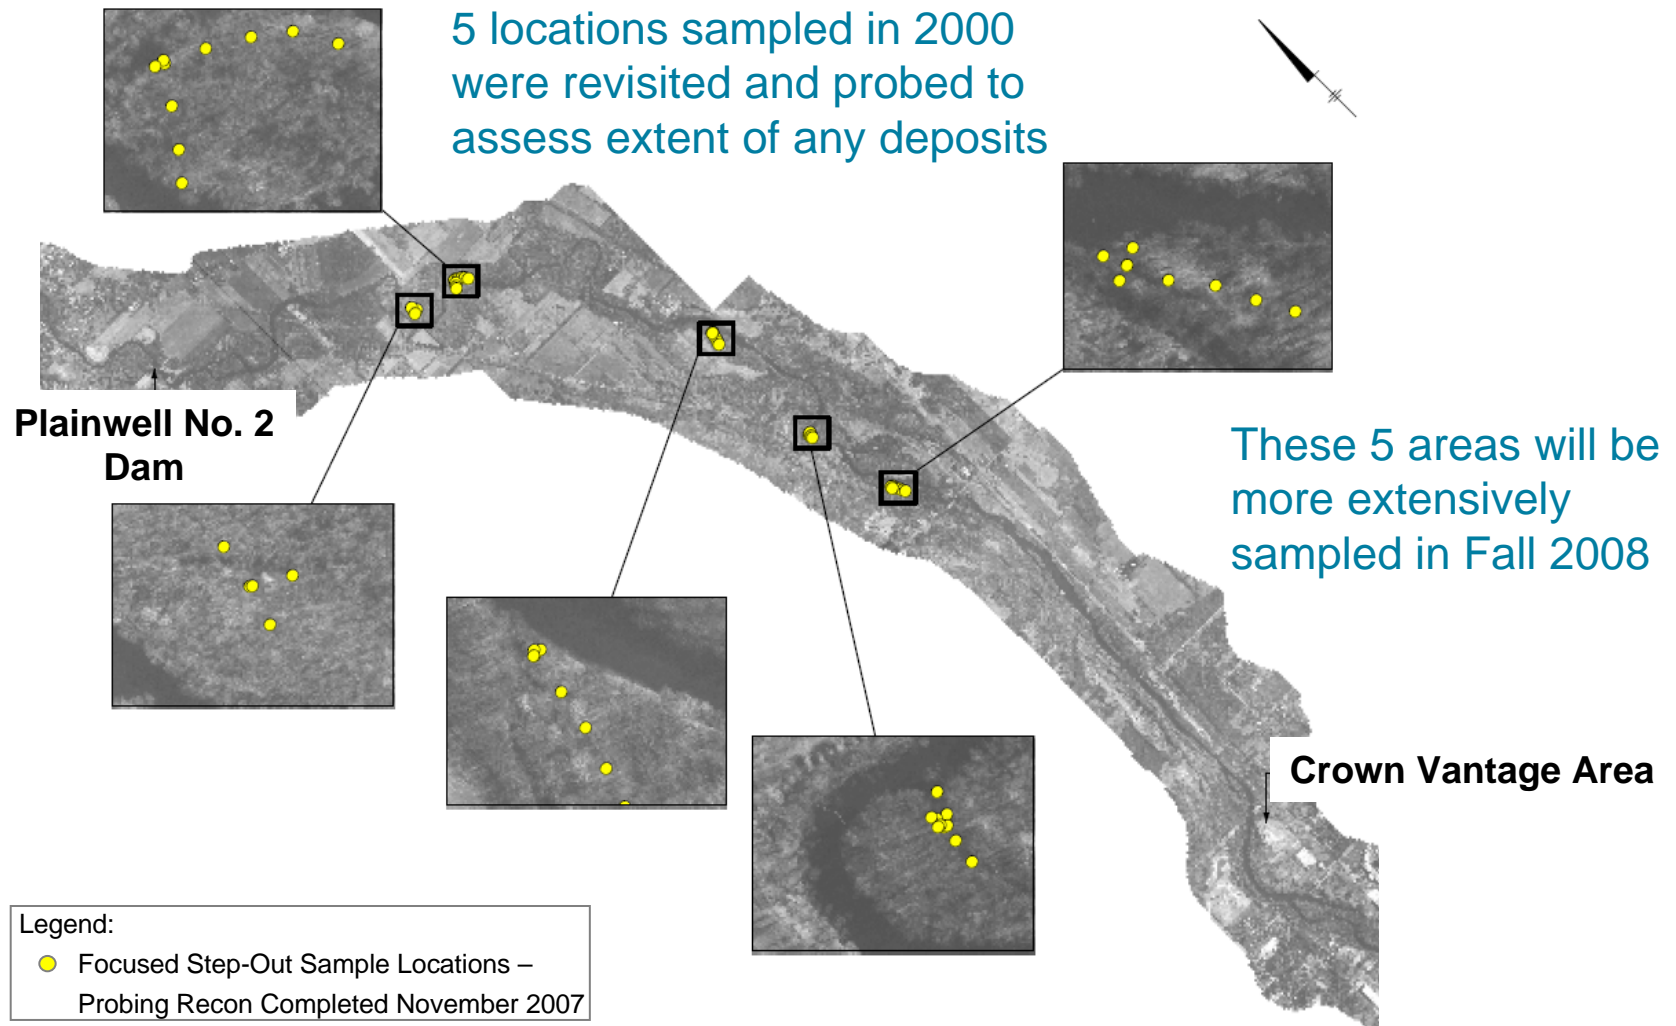 5 locations sampled in 2000
were revisited and probed to
assess extent of any deposits
Plainwell No. 2
Dam
These 5 areas will be
more extensively
sampled in Fall 2008
Crown Vantage Area
Legend:
Focused Step-Out Sample Locations –
Probing Recon Completed November 2007